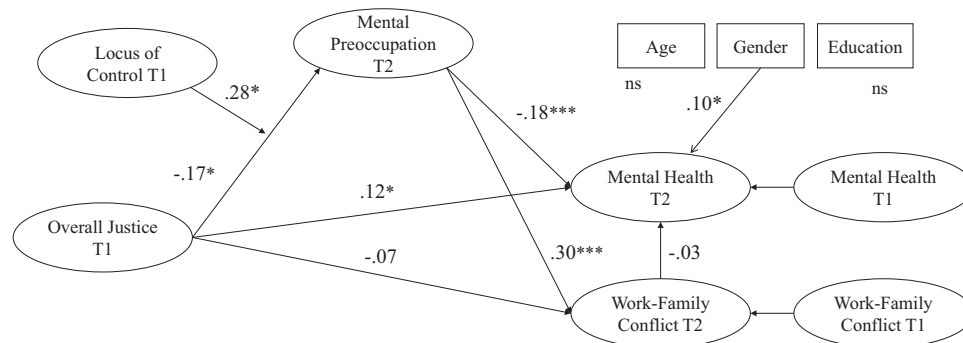 Mental
Preoccupation
T2
Locus of
Control T1
Age
Gender
Education
ns
ns
.28*
.10*
-.18***
-.17*
Mental Health
T2
Mental Health
T1
.12*
Overall Justice
T1
-.07
.30***
-.03
Work-Family
Conflict T2
Work-Family
Conflict T1